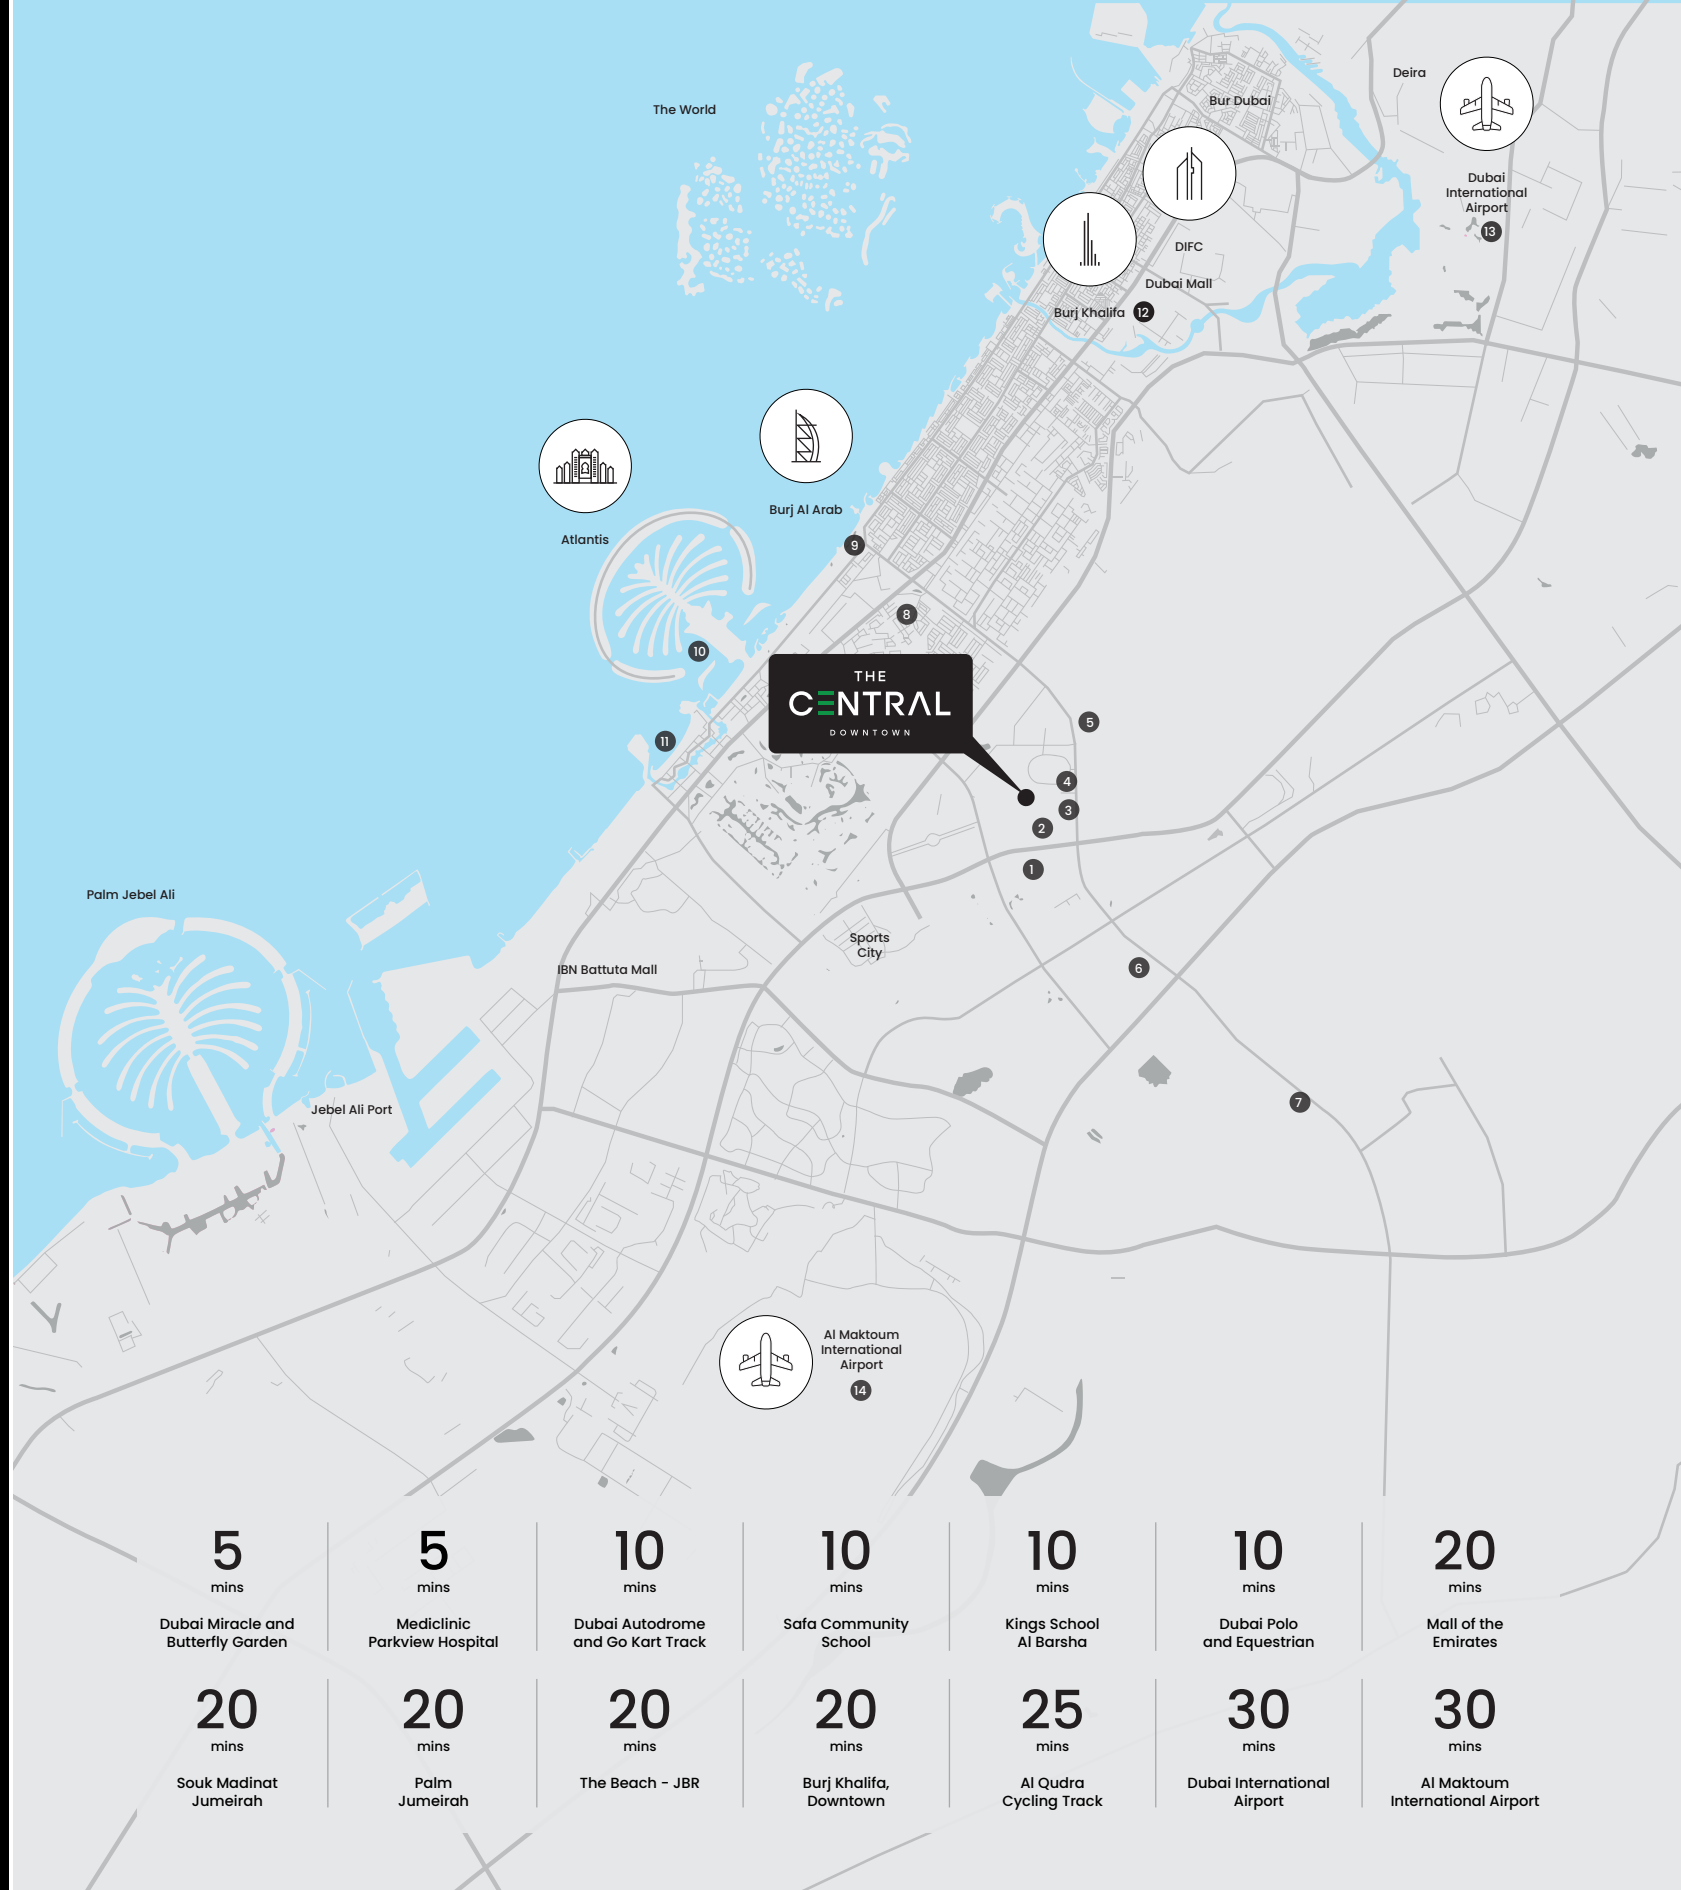 Deira
The World
Bur Dubai
Dubai
International
Airport
13
DIFC
Dubai Mall
Burj Khalifa
12
Burj Al Arab
Atlantis
9
8
10
THE
CENTRAL
DOWNTOWN
5
11
4
3
2
1
Palm Jebel Ali
Sports
City
IBN Battuta Mall
6
Jebel Ali Port
7
Al Maktoum
International
Airport
14
5
mins
Dubai Miracle and
Butterfly Garden
5
mins
Mediclinic
Parkview Hospital
10
mins
Dubai Autodrome
and Go Kart Track
10
mins
Safa Community
School
10
mins
Kings School
Al Barsha
10
mins
Dubai Polo
and Equestrian
20
mins
Mall of the
Emirates
20
mins
Souk Madinat
Jumeirah
20
mins
Palm
Jumeirah
20
mins
The Beach - JBR
20
mins
Burj Khalifa,
Downtown
25
mins
Al Qudra
Cycling Track
30
mins
Dubai International
Airport
30
mins
Al Maktoum
International Airport